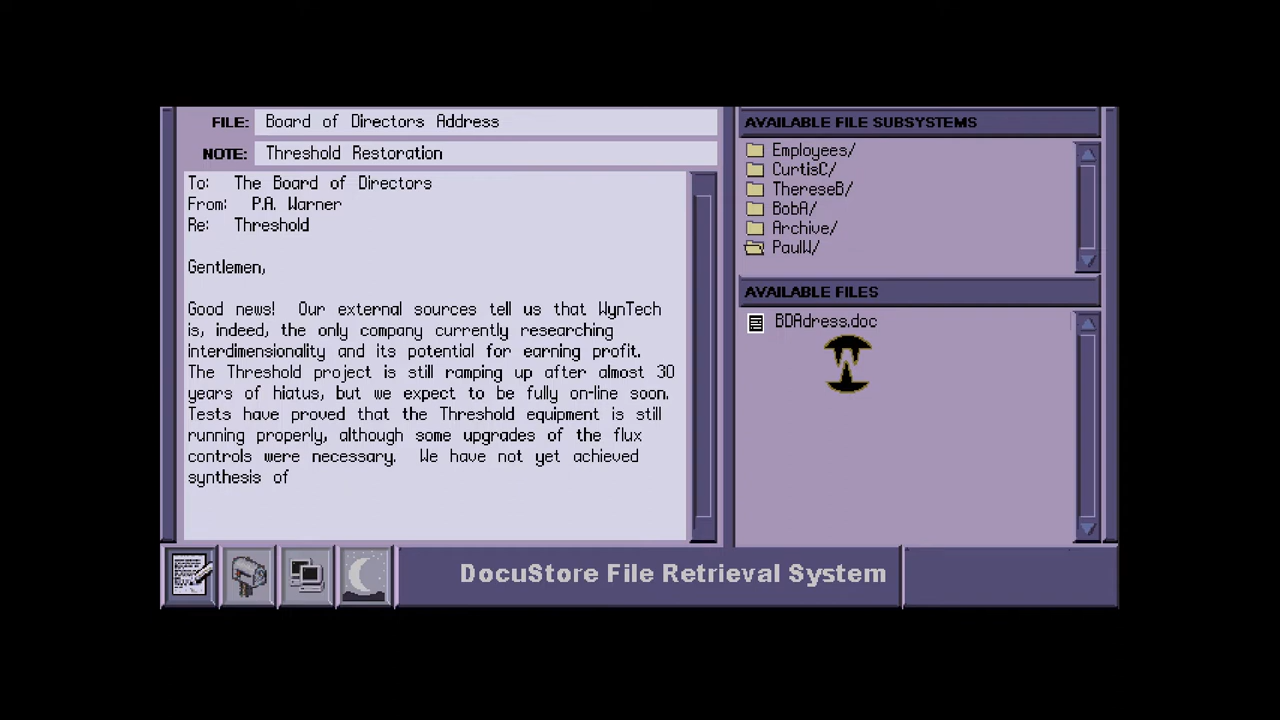 FILE: Board of Directors Address
NOTE: Threshold Restoration
To: The Board of Directors
From: P.A. Warner
Re: Threshold
Gentlemen,
Good news! Our external sources tell us that WynTech
is, indeed, the only company currently researching
interdimensionality and its potential for earning profit.
The Threshold project is still ramping up after almost 30
years of hiatus, but we expect to be fully on-line soon.
Tests have proved that the Threshold equipment is still
running properly, although some upgrades of the flux
controls were necessary. We have not yet achieved
synthesis of
AVAILABLE FILE SUBSYSTEMS
Employees/
CurtisC/
ThereseB/
BobA/
Archive/
PaulW/
AVAILABLE FILES
BDAdress.doc
DocuStore File Retrieval System